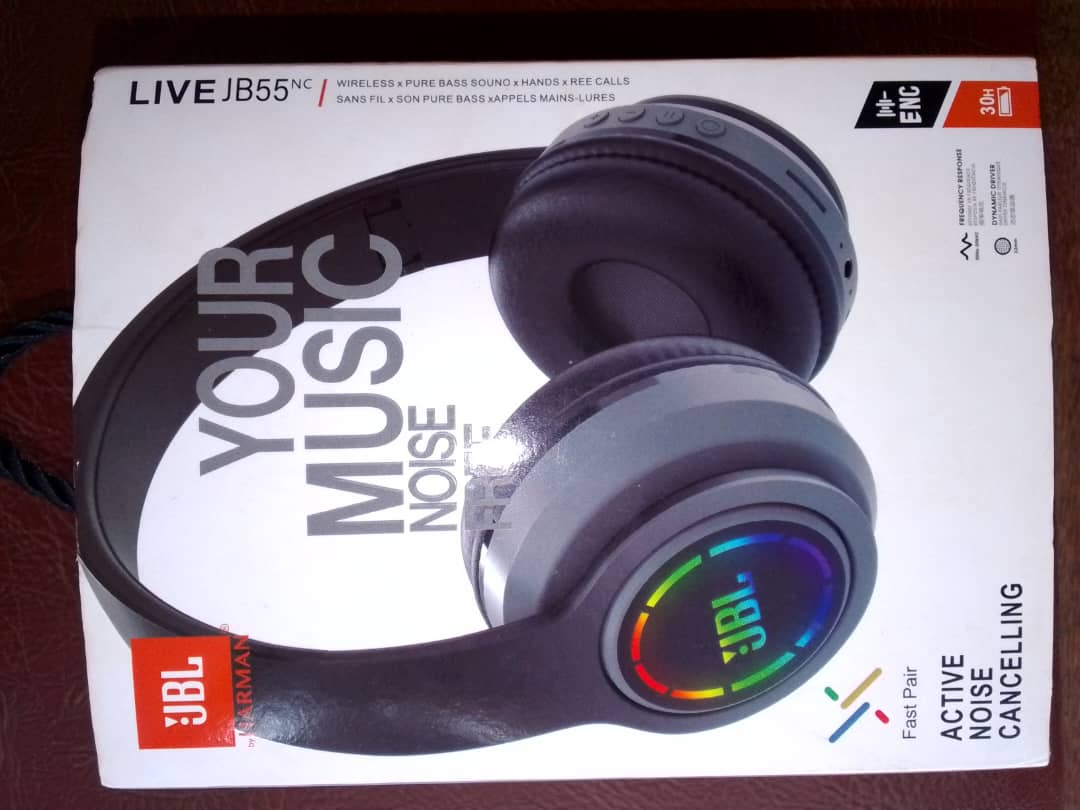 LIVE JB55NC
WIRELESS x PURE BASS SOUNO x HANDS x REE CALLS
SANS FIL x SON PURE BASS xAPPELS MAINS-LURES
ENC
30H
FREQUENCY RESPONSE
DYNAMIC DRIVER
YOUR
MUSIC
NOISE
FREE
JBL
JBL
by HARMAN
Fast Pair
ACTIVE
NOISE
CANCELLING